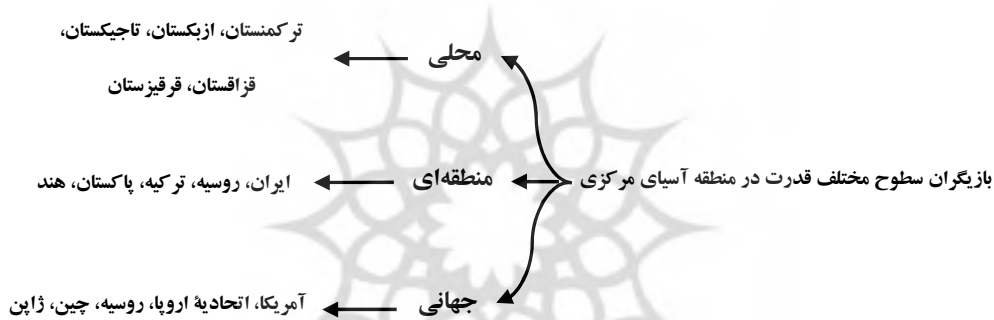 بازیگران سطوح مختلف قدرت در منطقه آسیای مرکزی
محلی
ترکمنستان، ازبکستان، تاجیکستان،
قزاقستان، قرقیزستان
منطقه‌ای
ایران، روسیه، ترکیه، پاکستان، هند
جهانی
آمریکا، اتحادیۀ اروپا، روسیه، چین، ژاپن